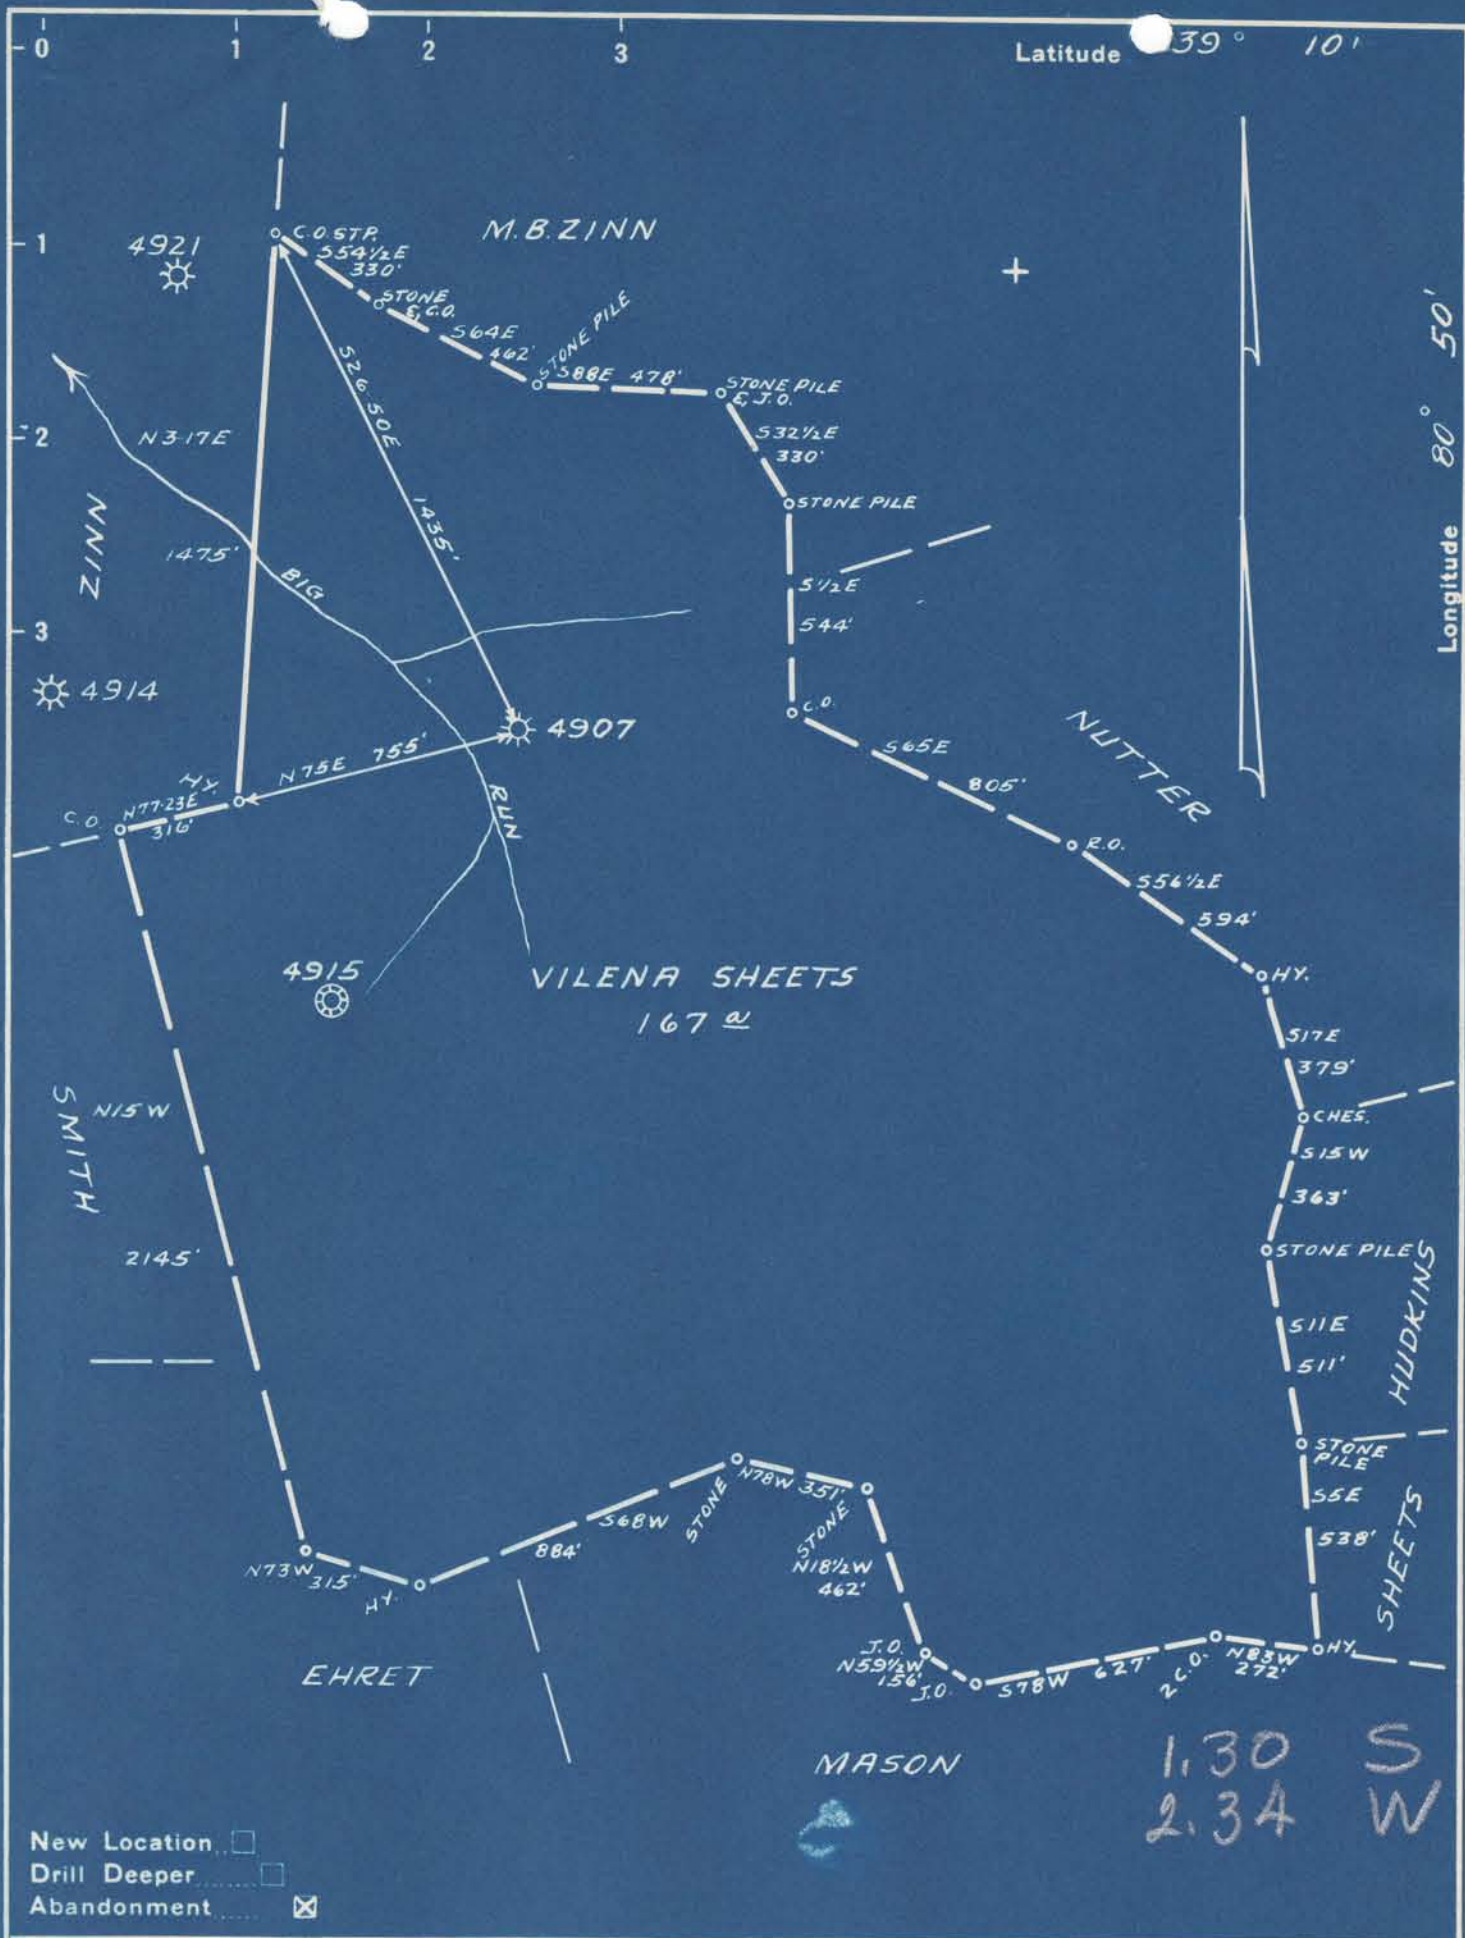 0 1 2 3
Latitude 39° 10'
1
2
3
Longitude 80° 50'
M.B. ZINN
4921
C.O. STP.
S54½E
330'
STONE
&, C.O.
S64E
462'
STONE PILE
S88E 478'
STONE PILE
&, J.O.
S32½E
330'
STONE PILE
S26.50E
1435'
N3-17E
1475'
ZINN
BIG
RUN
S½E
544'
4914
C.O.
4907
NUTTER
S65E
805'
N75E 755'
HY.
C.O.
N77-23E
316'
R.O.
S56½E
594'
HY.
4915
VILENA SHEETS
167 a
S17E
379'
CHES.
SMITH
N15W
S15W
363'
2145'
STONE PILE
HUDKINS
S11E
511'
STONE
PILE
STONE
N78W 351'
STONE
S68W
884'
S5E
538'
SHEETS
N73W 315'
HY.
N18½W
462'
J.O.
N59½W
156'
J.O.
S78W 627'
2 C.O.
N83W
272'
HY.
EHRET
MASON
1.30 S
2.34 W
New Location
Drill Deeper
Abandonment